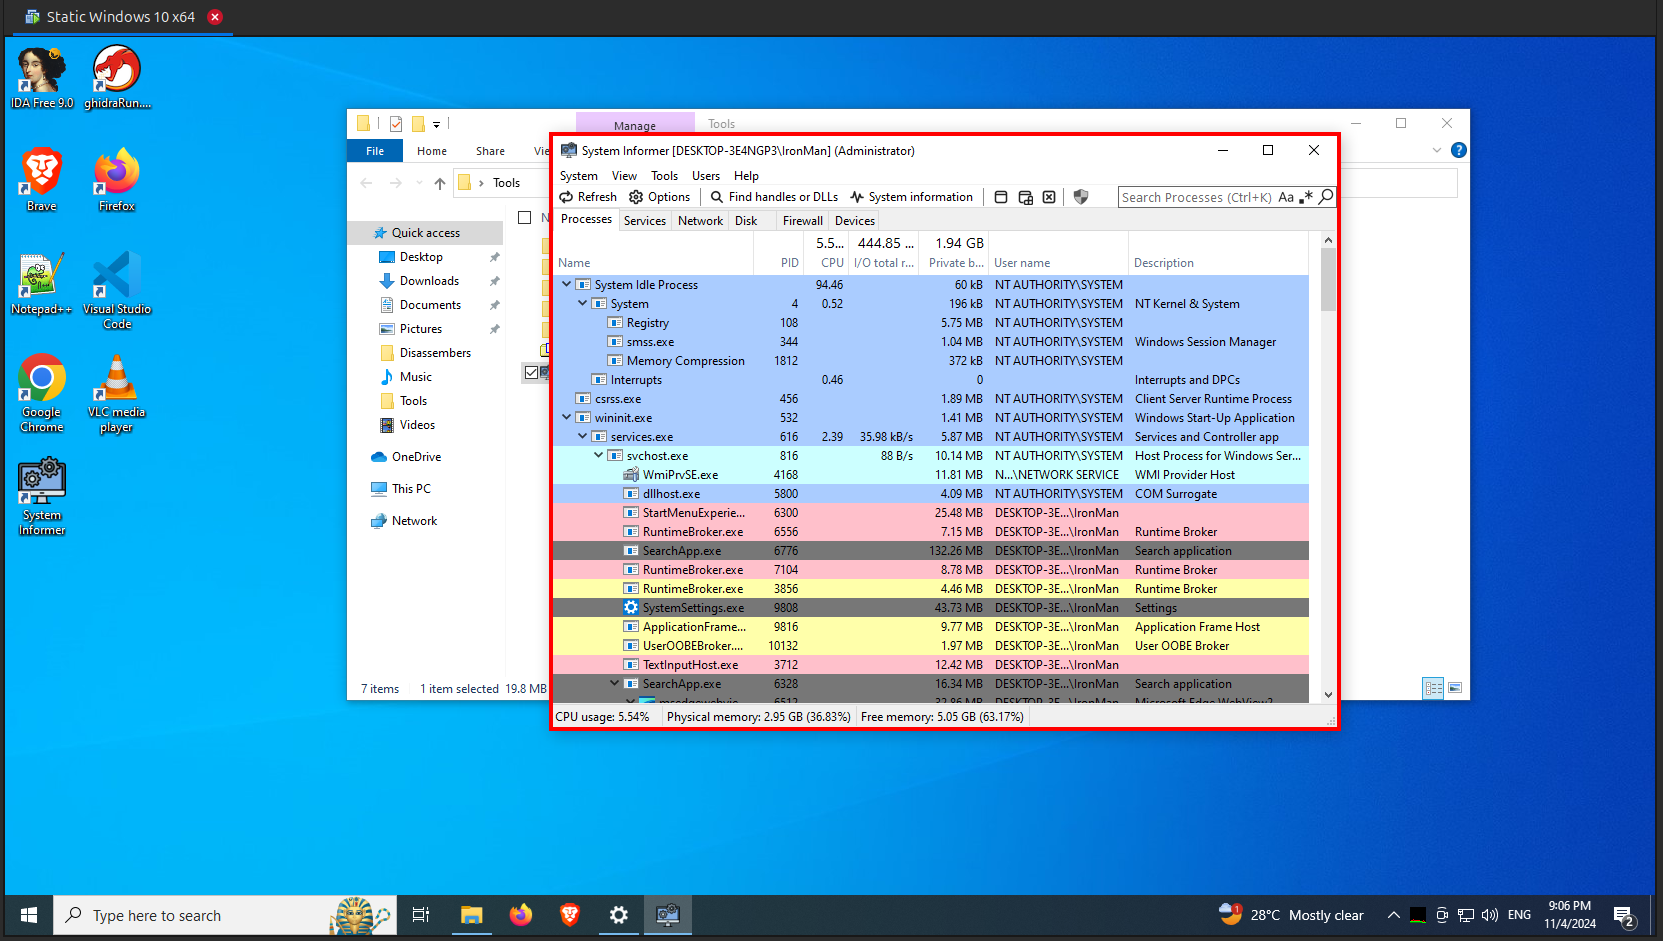 Static Windows 10 x64
IDA Free 9.0
ghidraRun....
Brave
Firefox
Notepad++
Visual Studio
Code
Google
Chrome
VLC media
player
System
Informer
Manage
Tools
File
Home
Share
Vie
Tools
Quick access
Desktop
Downloads
Documents
Pictures
Disassembers
Music
Tools
Videos
OneDrive
This PC
Network
7 items
1 item selected
19.8 MB
System Informer [DESKTOP-3E4NGP3\IronMan] (Administrator)
System View Tools Users Help
Refresh Options Find handles or DLLs System information Search Processes (Ctrl+K) Aa .*
Processes Services Network Disk Firewall Devices
5.5... 444.85 ... 1.94 GB
Name PID CPU I/O total r... Private b... User name Description
System Idle Process 94.46 60 kB NT AUTHORITY\SYSTEM
System 4 0.52 196 kB NT AUTHORITY\SYSTEM NT Kernel & System
Registry 108 5.75 MB NT AUTHORITY\SYSTEM
smss.exe 344 1.04 MB NT AUTHORITY\SYSTEM Windows Session Manager
Memory Compression 1812 372 kB NT AUTHORITY\SYSTEM
Interrupts 0.46 0 Interrupts and DPCs
csrss.exe 456 1.89 MB NT AUTHORITY\SYSTEM Client Server Runtime Process
wininit.exe 532 1.41 MB NT AUTHORITY\SYSTEM Windows Start-Up Application
services.exe 616 2.39 35.98 kB/s 5.87 MB NT AUTHORITY\SYSTEM Services and Controller app
svchost.exe 816 88 B/s 10.14 MB NT AUTHORITY\SYSTEM Host Process for Windows Ser...
WmiPrvSE.exe 4168 11.81 MB N...\NETWORK SERVICE WMI Provider Host
dllhost.exe 5800 4.09 MB NT AUTHORITY\SYSTEM COM Surrogate
StartMenuExperie... 6300 25.48 MB DESKTOP-3E...\IronMan
RuntimeBroker.exe 6556 7.15 MB DESKTOP-3E...\IronMan Runtime Broker
SearchApp.exe 6776 132.26 MB DESKTOP-3E...\IronMan Search application
RuntimeBroker.exe 7104 8.78 MB DESKTOP-3E...\IronMan Runtime Broker
RuntimeBroker.exe 3856 4.46 MB DESKTOP-3E...\IronMan Runtime Broker
SystemSettings.exe 9808 43.73 MB DESKTOP-3E...\IronMan Settings
ApplicationFrame... 9816 9.77 MB DESKTOP-3E...\IronMan Application Frame Host
UserOOBEBroker.... 10132 1.97 MB DESKTOP-3E...\IronMan User OOBE Broker
TextInputHost.exe 3712 12.42 MB DESKTOP-3E...\IronMan
SearchApp.exe 6328 16.34 MB DESKTOP-3E...\IronMan Search application
CPU usage: 5.54% Physical memory: 2.95 GB (36.83%) Free memory: 5.05 GB (63.17%)
Type here to search
1
28°C Mostly clear
ENG
9:06 PM
11/4/2024
2